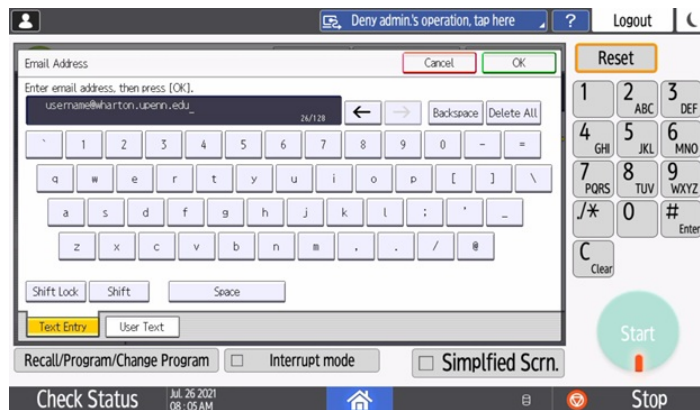 Deny admin.'s operation, tap here
?
Logout
Email Address
Cancel
OK
Enter email address, then press [OK].
username@wharton.upenn.edu_
26/128
←
→
Backspace
Delete All
` 1 2 3 4 5 6 7 8 9 0 - =
q w e r t y u i o p [ ] \
a s d f g h j k l ; ' _
z x c v b n m , . / @
Shift Lock
Shift
Space
Text Entry
User Text
Recall/Program/Change Program
Interrupt mode
Simplfied Scrn.
Check Status
Jul. 26 2021
08 : 05 AM
Stop
Reset
1
2 ABC
3 DEF
4 GHI
5 JKL
6 MNO
7 PQRS
8 TUV
9 WXYZ
./*
0
# Enter
C Clear
Start